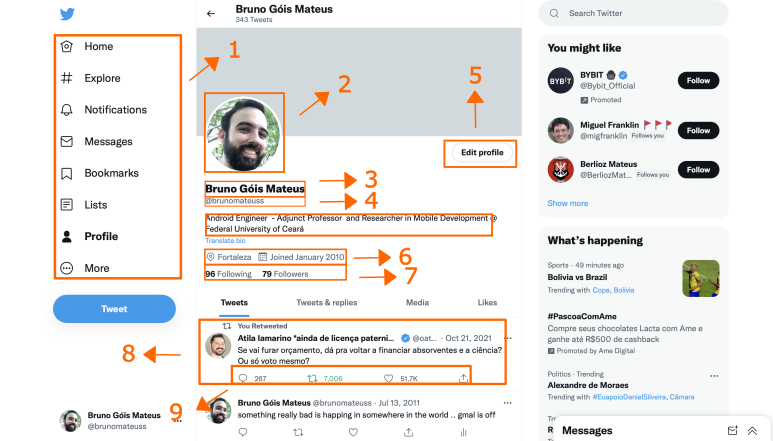 Home
Explore
Notifications
Messages
Bookmarks
Lists
Profile
More
Tweet
Bruno Góis Mateus
@brunomateuss
1
2
3
4
5
6
7
8
9
Bruno Góis Mateus
343 Tweets
Edit profile
Bruno Góis Mateus
@brunomateuss
Android Engineer - Adjunct Professor and Researcher in Mobile Development @
Federal University of Ceará
Translate bio
Fortaleza Joined January 2010
96 Following 79 Followers
Tweets Tweets & replies Media Likes
You Retweeted
Atila Iamarino "ainda de licença paterni... @oat... · Oct 21, 2021
Se vai furar orçamento, dá pra voltar a financiar absorventes e a ciência?
Ou só voto mesmo?
267 7,006 51.7K
Bruno Góis Mateus @brunomateuss · Jul 13, 2011
something really bad is happing in somewhere in the world .. gmal is off
Search Twitter
You might like
BYBIT
BYBIT
@Bybit_Official
Promoted
Follow
Miguel Franklin
@migfranklin Follows you
Follow
Berlioz Mateus
@BerliozMat... Follows you
Follow
Show more
What's happening
Sports · 49 minutes ago
Bolivia vs Brazil
Trending with Copa, Bolivia
#PascoaComAme
Compre seus chocolates Lacta com Ame e
ganhe até R$500 de cashback
Promoted by Ame Digital
Politics · Trending
Alexandre de Moraes
Trending with #EuapoioDanielSilveira, Câmara
Messages